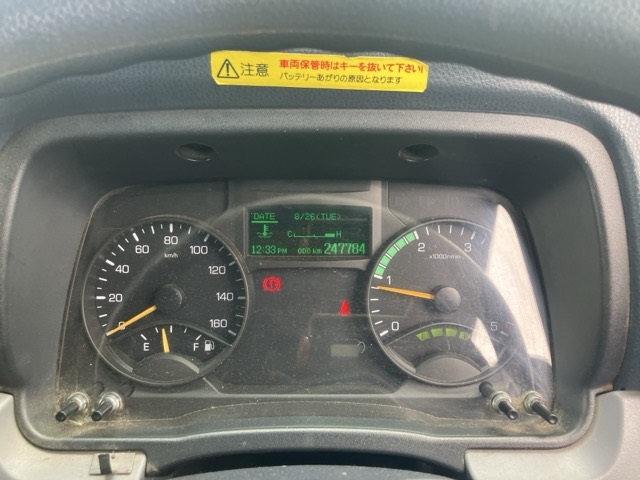 注意 車両保管時はキーを抜いて下さい!
バッテリーあがりの原因となります
DATE 8/26(TUE)
C H
12:33 PM ODO km 247784
0 20 40 60 80 100 120 140 160
km/h
E F
0 1 2 3 5
x1000r/min